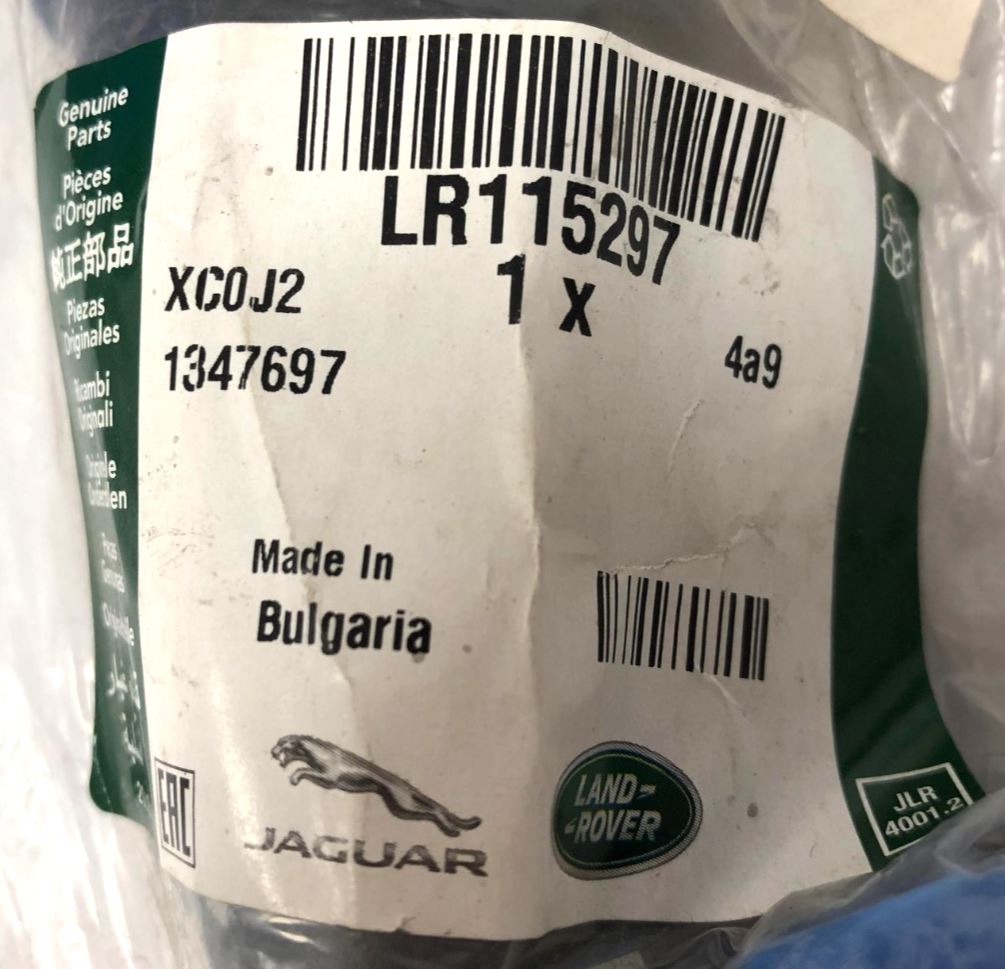 Genuine
Parts
Pièces
d'Origine
純正部品
Piezas
Originales
Ricambi
Originali
LR115297
1 x
XC0J2
1347697
4a9
Made In
Bulgaria
EAC
JAGUAR
LAND-
-ROVER
JLR
4001.2